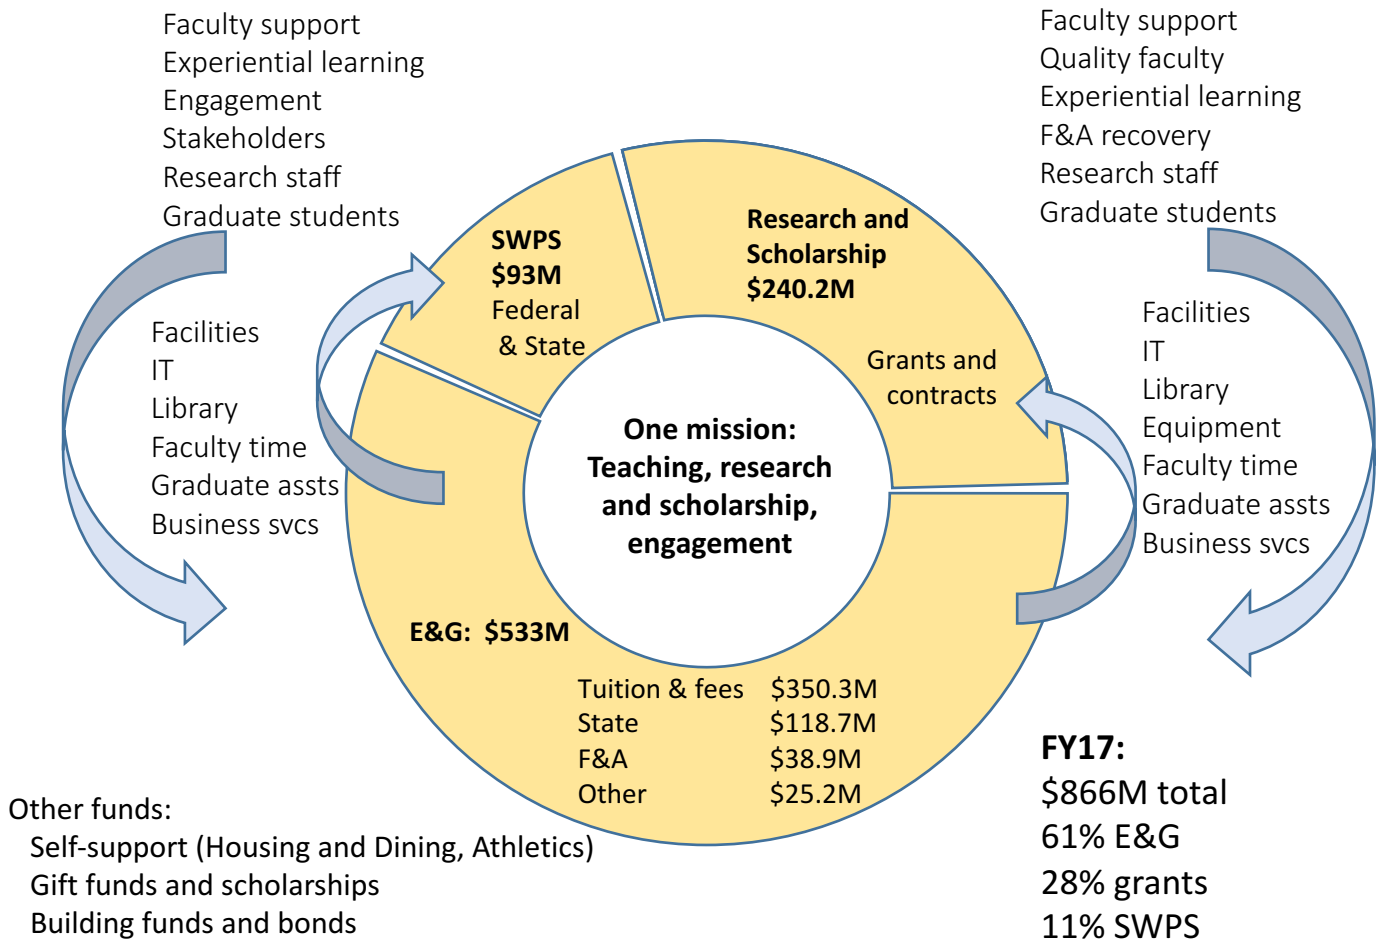 Faculty support
Experiential learning
Engagement
Stakeholders
Research staff
Graduate students
Faculty support
Quality faculty
Experiential learning
F&A recovery
Research staff
Graduate students
SWPS
$93M
Federal
& State
Research and
Scholarship
$240.2M
Grants and
contracts
Facilities
IT
Library
Faculty time
Graduate assts
Business svcs
Facilities
IT
Library
Equipment
Faculty time
Graduate assts
Business svcs
One mission:
Teaching, research
and scholarship,
engagement
E&G: $533M
Tuition & fees $350.3M
State $118.7M
F&A $38.9M
Other $25.2M
Other funds:
Self-support (Housing and Dining, Athletics)
Gift funds and scholarships
Building funds and bonds
FY17:
$866M total
61% E&G
28% grants
11% SWPS